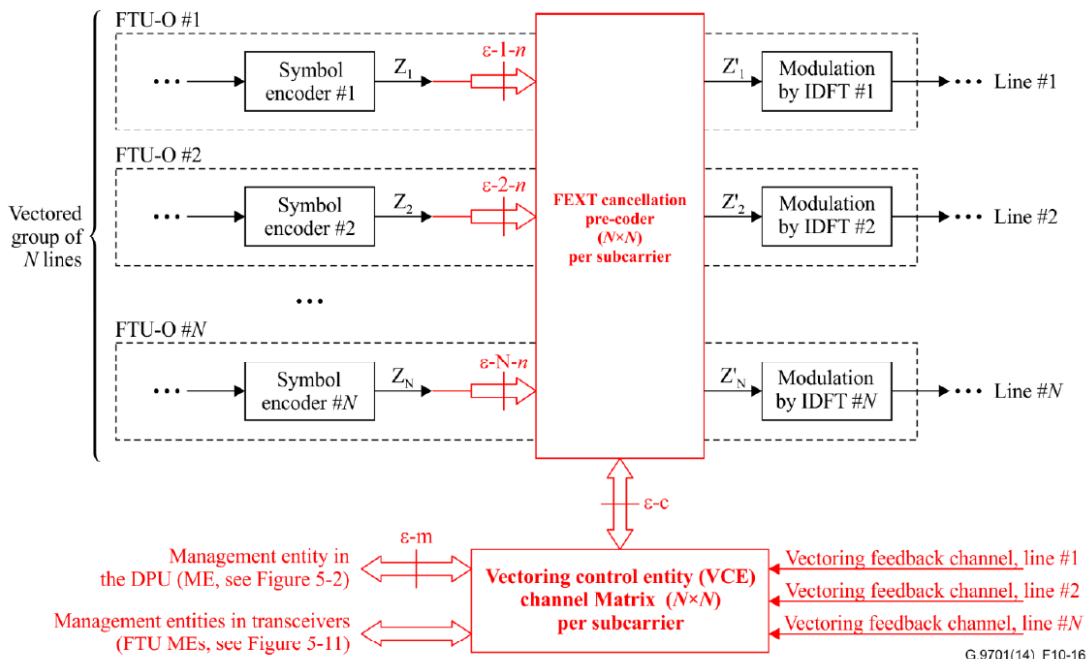 FTU-O #1
Symbol
encoder #1
Z1
ε-1-n
Z'1
Modulation
by IDFT #1
Line #1
FTU-O #2
Symbol
encoder #2
Z2
ε-2-n
Z'2
Modulation
by IDFT #2
Line #2
Vectored
group of
N lines
FEXT cancellation
pre-coder
(N×N)
per subcarrier
...
FTU-O #N
Symbol
encoder #N
ZN
ε-N-n
Z'N
Modulation
by IDFT #N
Line #N
ε-c
ε-m
Management entity in
the DPU (ME, see Figure 5-2)
Management entities in transceivers
(FTU MEs, see Figure 5-11)
Vectoring control entity (VCE)
channel Matrix (N×N)
per subcarrier
Vectoring feedback channel, line #1
Vectoring feedback channel, line #2
Vectoring feedback channel, line #N
G.9701(14)_F10-16